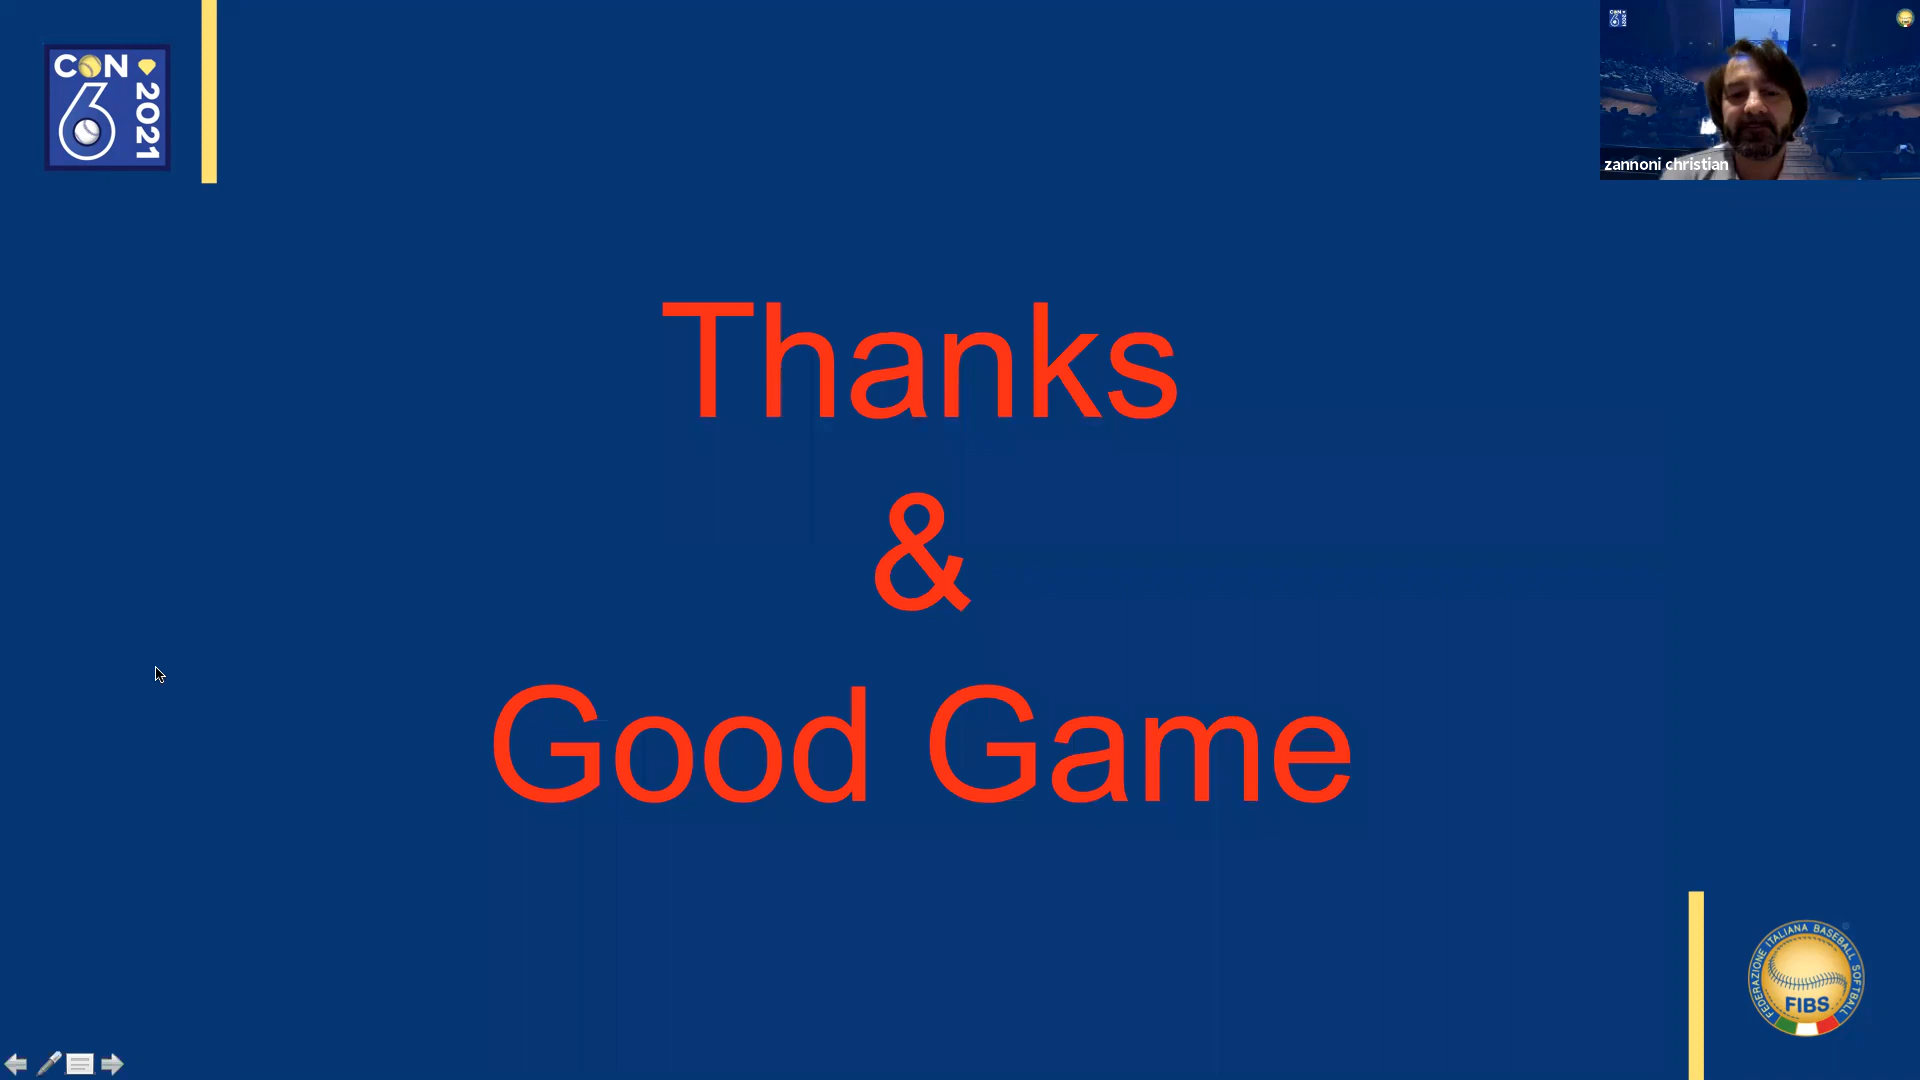 CON
6
2021
zannoni christian
Thanks
&
Good Game
FEDERAZIONE ITALIANA BASEBALL SOFTBALL
FIBS